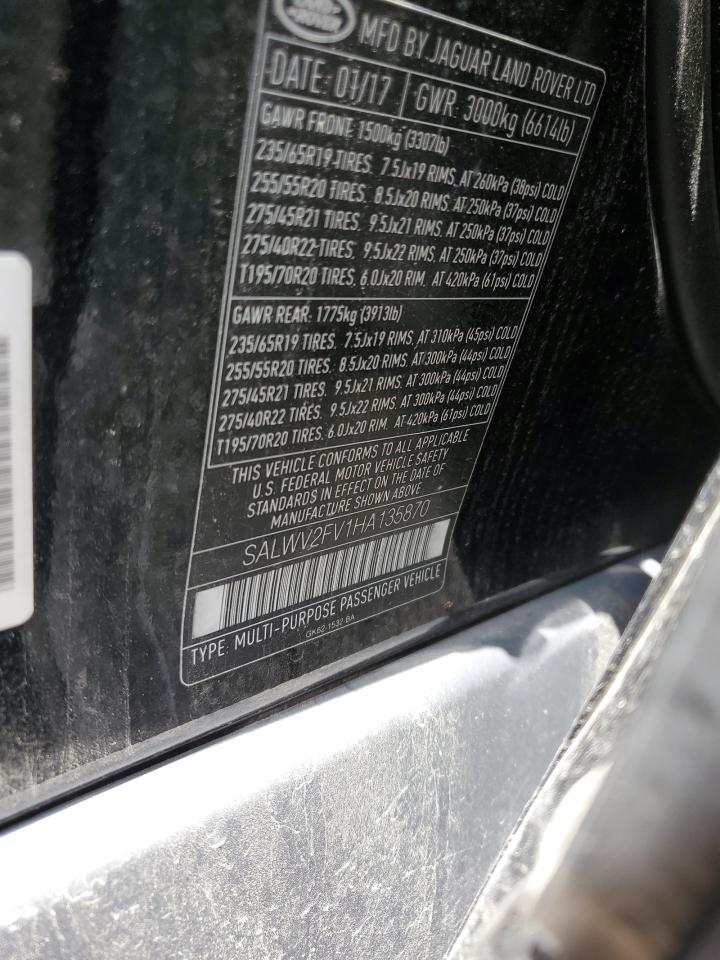 LAND-
ROVER
MFD BY JAGUAR LAND ROVER LTD
DATE: 01/17 GWR: 3000kg (6614lb)
GAWR FRONT 1500kg (3307lb)
235/65R19 TIRES, 7.5Jx19 RIMS, AT 260kPa (38psi) COLD
255/55R20 TIRES, 8.5Jx20 RIMS, AT 250kPa (37psi) COLD
275/45R21 TIRES, 9.5Jx21 RIMS, AT 250kPa (37psi) COLD
275/40R22 TIRES, 9.5Jx22 RIMS, AT 250kPa (37psi) COLD
T195/70R20 TIRES, 6.0Jx20 RIM, AT 420kPa (61psi) COLD
GAWR REAR: 1775kg (3913lb)
235/65R19 TIRES, 7.5Jx19 RIMS, AT 310kPa (45psi) COLD
255/55R20 TIRES, 8.5Jx20 RIMS, AT 300kPa (44psi) COLD
275/45R21 TIRES, 9.5Jx21 RIMS, AT 300kPa (44psi) COLD
275/40R22 TIRES, 9.5Jx22 RIMS, AT 300kPa (44psi) COLD
T195/70R20 TIRES, 6.0Jx20 RIM, AT 420kPa (61psi) COLD
THIS VEHICLE CONFORMS TO ALL APPLICABLE
U.S. FEDERAL MOTOR VEHICLE SAFETY
STANDARDS IN EFFECT ON THE DATE OF
MANUFACTURE SHOWN ABOVE
SALWV2FV1HA135870
TYPE: MULTI-PURPOSE PASSENGER VEHICLE
GK62-1532-BA